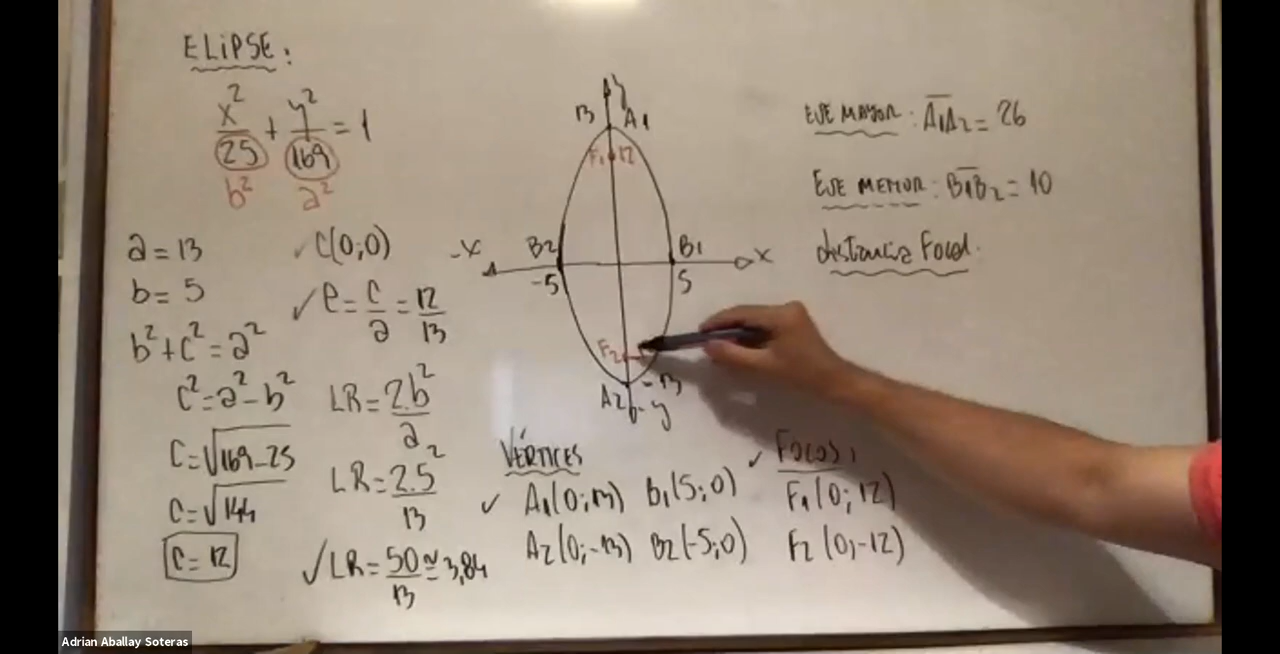 ELIPSE:
x²/25 + y²/169 = 1
b² a²
a = 13
b = 5
b² + c² = a²
c² = a² - b²
c = √169-25
c = √144
c = 12
✓ C(0;0)
✓ e = c/a = 12/13
LR = 2.b²/a
LR = 2.5²/13
✓ LR = 50/13 ≅ 3,84
y
13 A1
F1 12
-x B2 B1 x
-5 5
F2
A2 -13
-y
VÉRTICES
✓ A1(0;13) B1(5;0)
A2(0;-13) B2(-5;0)
✓ FOCOS:
F1(0;12)
F2(0;-12)
EJE MAYOR: A1A2 = 26
EJE MENOR: B1B2 = 10
distancia Focal:
Adrian Aballay Soteras